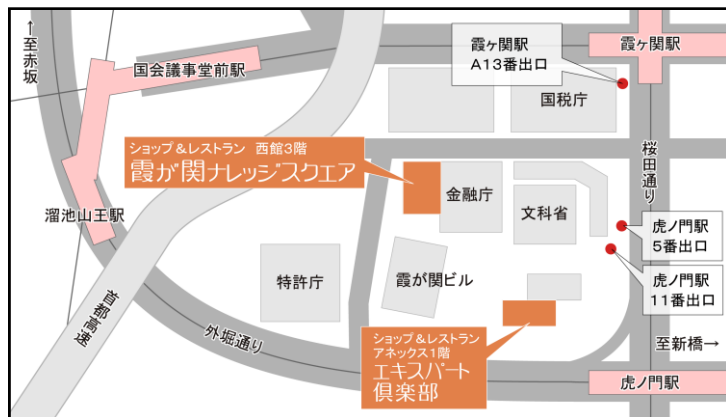 ↑至赤坂
国会議事堂前駅
霞ヶ関駅
A13番出口
霞ヶ関駅
国税庁
ショップ&レストラン 西館3階
霞が関ナレッジスクエア
桜田通り
溜池山王駅
金融庁
文科省
虎ノ門駅
5番出口
虎ノ門駅
11番出口
特許庁
霞が関ビル
首都高速
外堀通り
ショップ&レストラン
アネックス1階
エキスパート
倶楽部
至新橋→
虎ノ門駅